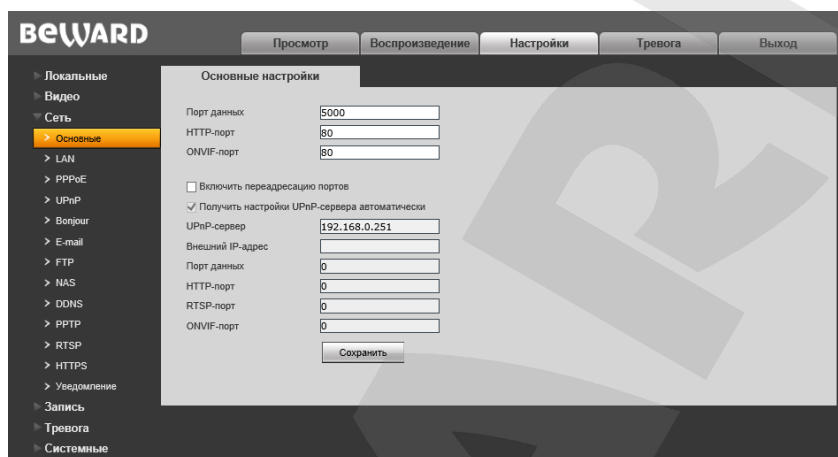 BEWARD
Просмотр
Воспроизведение
Настройки
Тревога
Выход
Локальные
Видео
Сеть
Основные
LAN
PPPoE
UPnP
Bonjour
E-mail
FTP
NAS
DDNS
PPTP
RTSP
HTTPS
Уведомление
Запись
Тревога
Системные
Основные настройки
Порт данных 5000
HTTP-порт 80
ONVIF-порт 80
Включить переадресацию портов
Получить настройки UPnP-сервера автоматически
UPnP-сервер 192.168.0.251
Внешний IP-адрес
Порт данных 0
HTTP-порт 0
RTSP-порт 0
ONVIF-порт 0
Сохранить